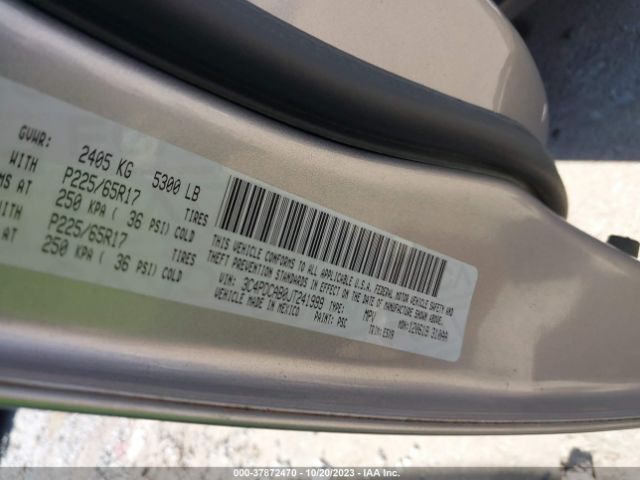 GVWR: 2405 KG 5300 LB
WITH P225/65R17 TIRES
MS AT 250 KPA ( 36 PSI) COLD
WITH P225/65R17 TIRES
AT 250 KPA ( 36 PSI) COLD
THIS VEHICLE CONFORMS TO ALL APPLICABLE U.S.A. FEDERAL MOTOR VEHICLE SAFETY AND
THEFT PREVENTION STANDARDS IN EFFECT ON THE DATE OF MANUFACTURE SHOWN ABOVE.
VIN: 3C4PDCAB0JT241999 TYPE: MPV
VEHICLE MADE IN MEXICO PAINT: PSC
000-37872470 | 10/20/2023 | IAA Inc.